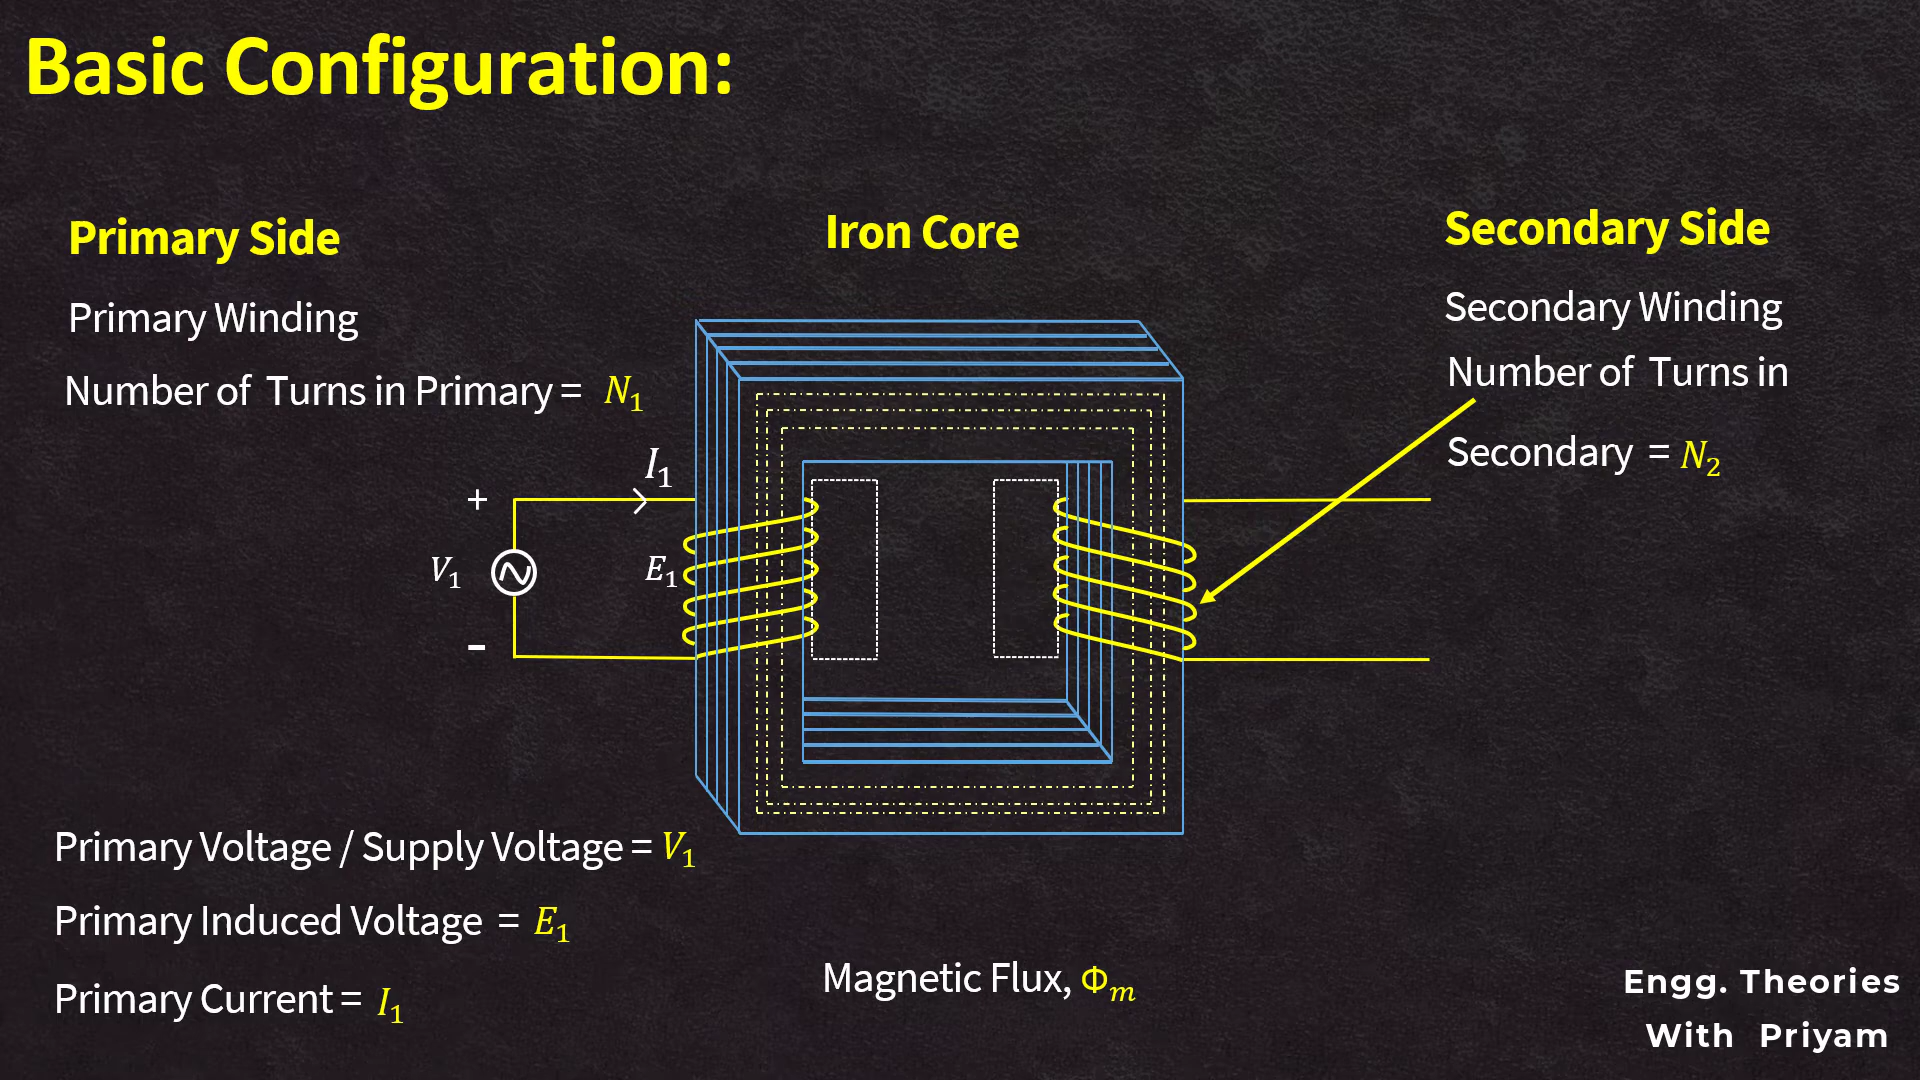 Basic Configuration:
Primary Side
Primary Winding
Number of Turns in Primary = N₁
Iron Core
Secondary Side
Secondary Winding
Number of Turns in
Secondary = N₂
I₁
+
V₁
E₁
-
Primary Voltage / Supply Voltage = V₁
Primary Induced Voltage = E₁
Primary Current = I₁
Magnetic Flux, Φₘ
Engg. Theories
With Priyam